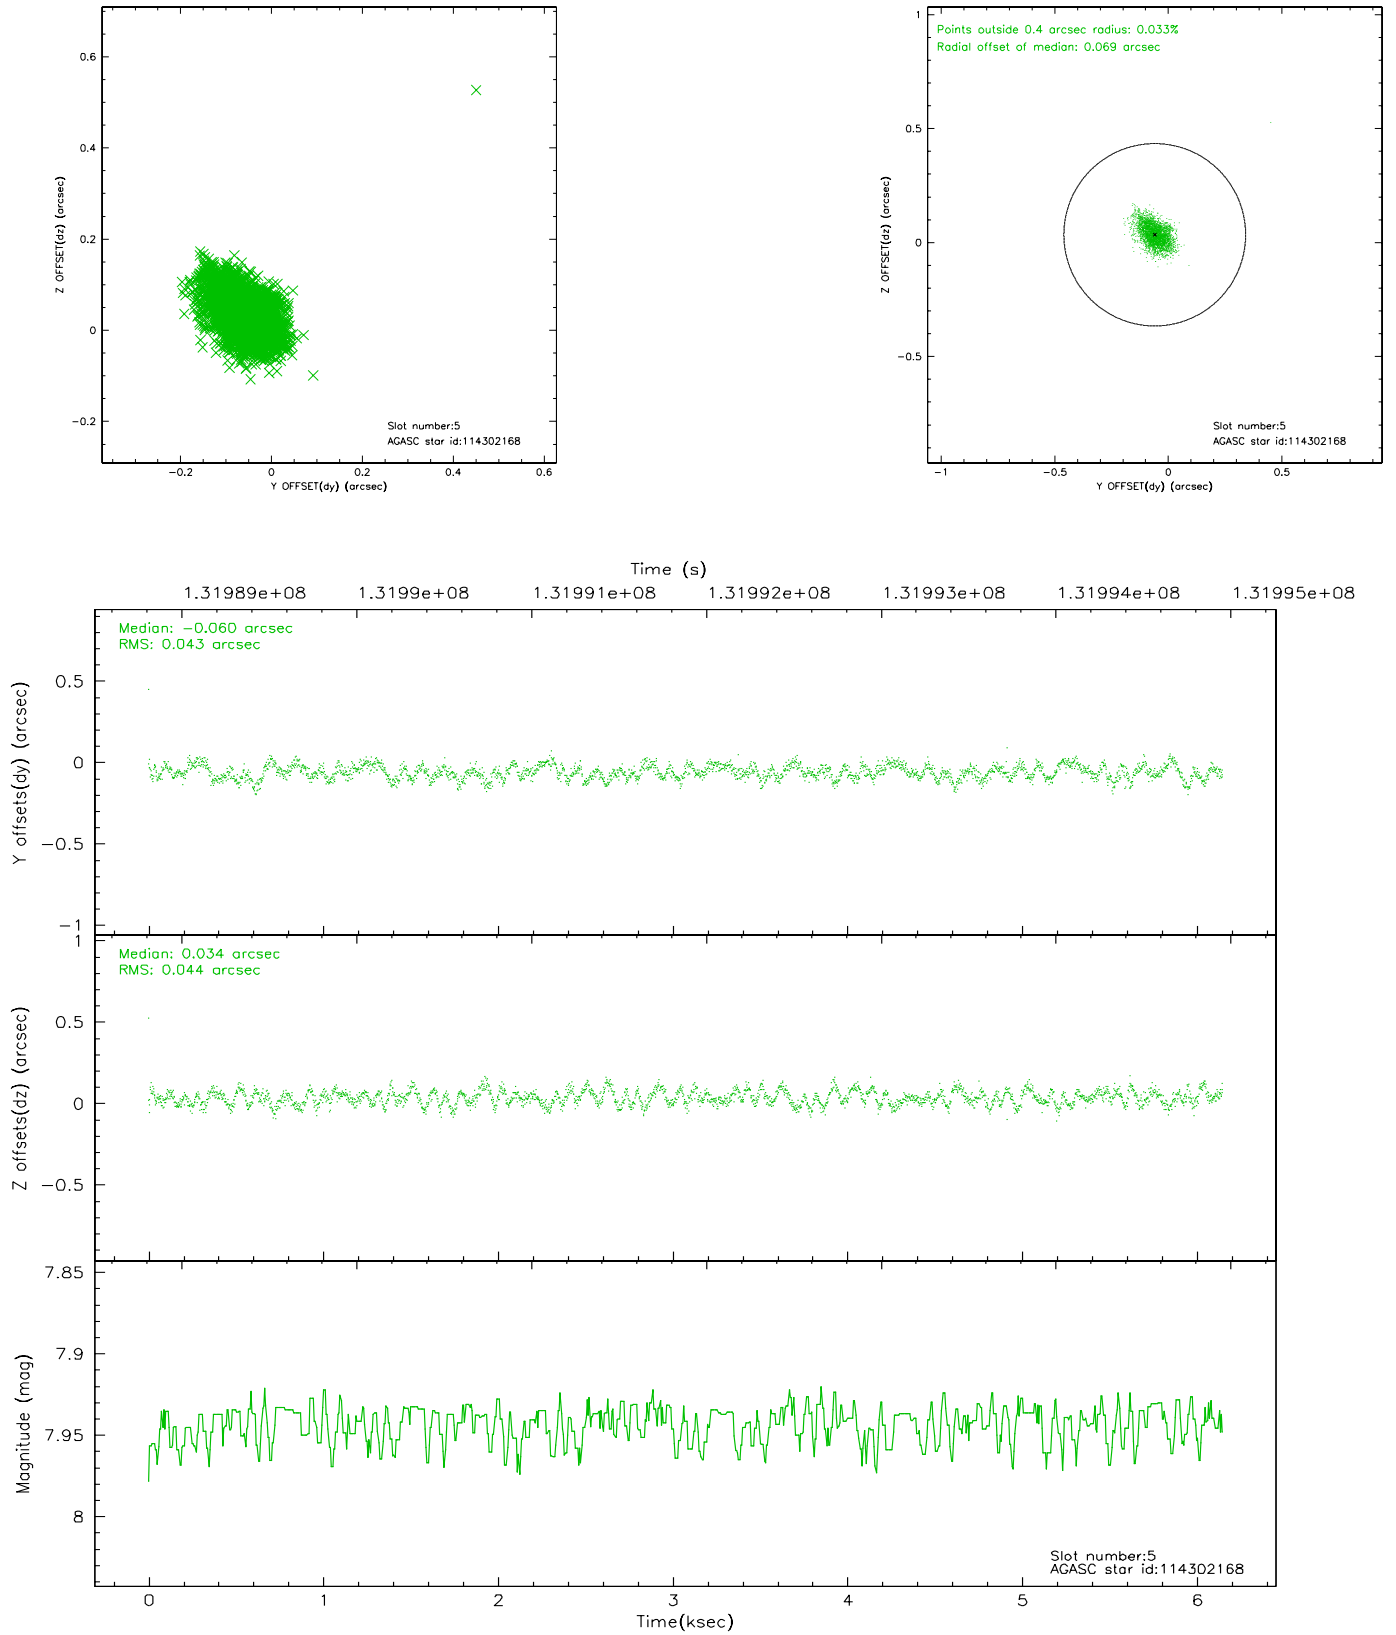 0.6
0.4
0.2
0
−0.2
Z OFFSET(dz) (arcsec)
Slot number:5
AGASC star id:114302168
−0.2 0 0.2 0.4 0.6
Y OFFSET(dy) (arcsec)
Points outside 0.4 arcsec radius: 0.033%
Radial offset of median: 0.069 arcsec
1
0.5
0
−0.5
Z OFFSET(dz) (arcsec)
Slot number:5
AGASC star id:114302168
−1 −0.5 0 0.5
Y OFFSET(dy) (arcsec)
Time (s)
1.31989e+08 1.3199e+08 1.31991e+08 1.31992e+08 1.31993e+08 1.31994e+08 1.31995e+08
Median: −0.060 arcsec
RMS: 0.043 arcsec
0.5
0
−0.5
−1
Y offsets(dy) (arcsec)
Median: 0.034 arcsec
RMS: 0.044 arcsec
1
0.5
0
−0.5
Z offsets(dz) (arcsec)
7.85
7.9
7.95
8
Magnitude (mag)
Slot number:5
AGASC star id:114302168
0 1 2 3 4 5 6
Time(ksec)